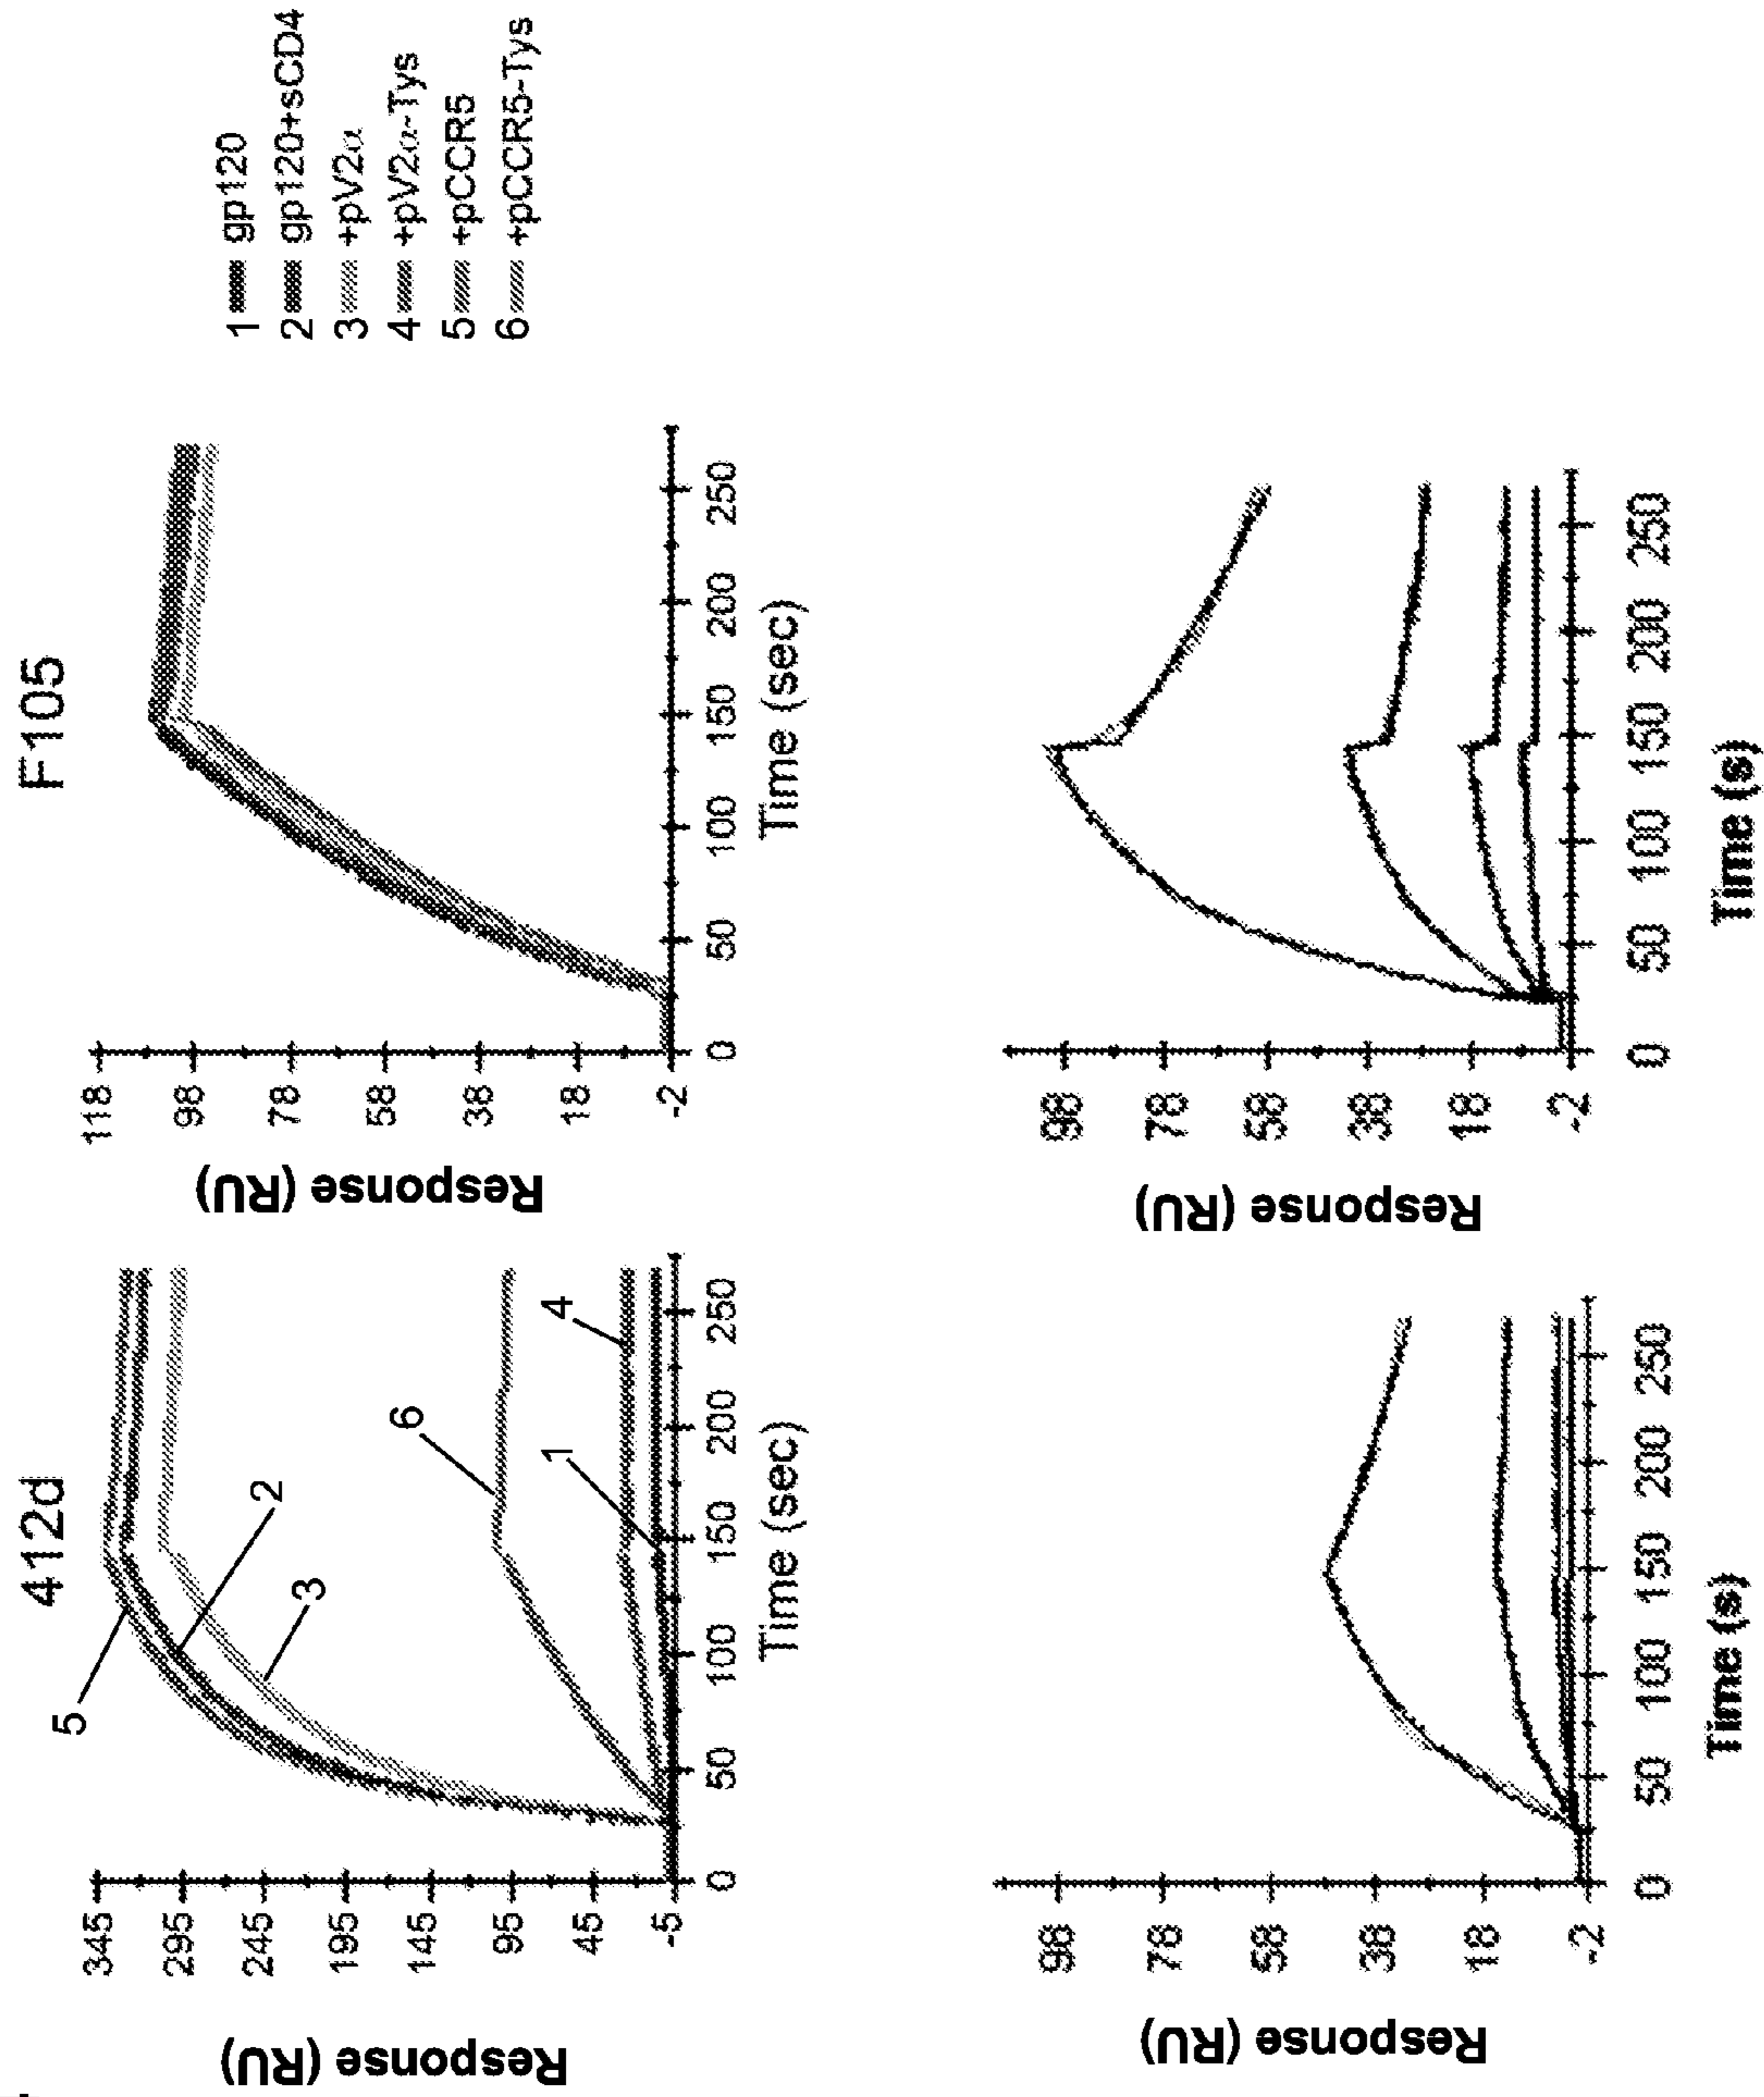 412d
Response (RU)
345
295
245
195
145
95
45
-5
0 50 100 150 200 250
Time (sec)
5
2
3
6
1
4
F105
Response (RU)
118
98
78
58
38
18
-2
0 50 100 150 200 250
Time (sec)
1 gp120
2 gp120+sCD4
3 +pV2α
4 +pV2α-Tys
5 +pCCR5
6 +pCCR5-Tys
Response (RU)
98
78
58
38
18
-2
0 50 100 150 200 250
Time (s)
Response (RU)
98
78
58
38
18
-2
0 50 100 150 200 250
Time (s)